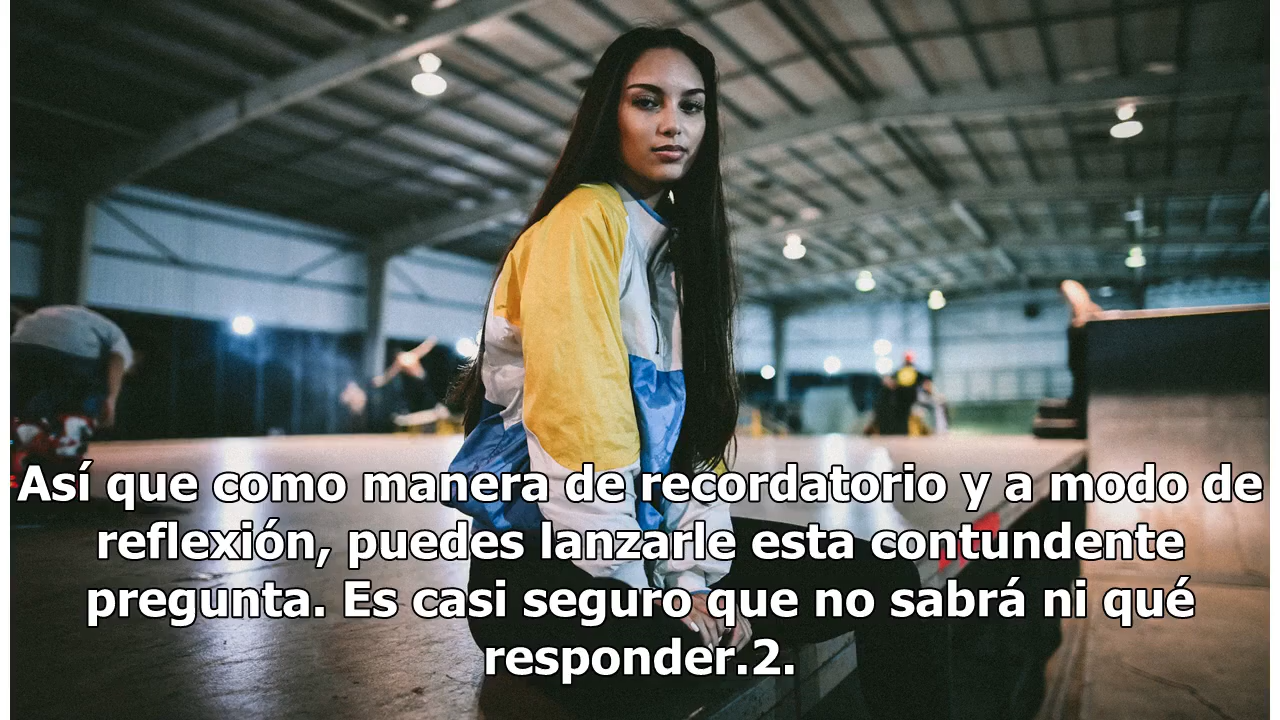 Así que como manera de recordatorio y a modo de
reflexión, puedes lanzarle esta contundente
pregunta. Es casi seguro que no sabrá ni qué
responder.2.